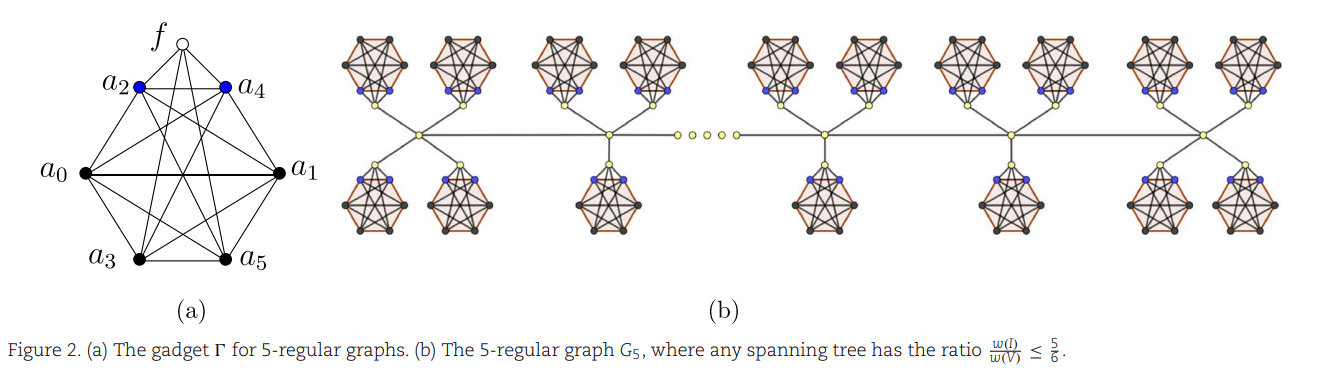 f
a₂ a₄
a₀ a₁
a₃ a₅
(a) (b)
Figure 2. (a) The gadget Γ for 5-regular graphs. (b) The 5-regular graph G₅, where any spanning tree has the ratio w(I)/w(V) ≤ 5/6.